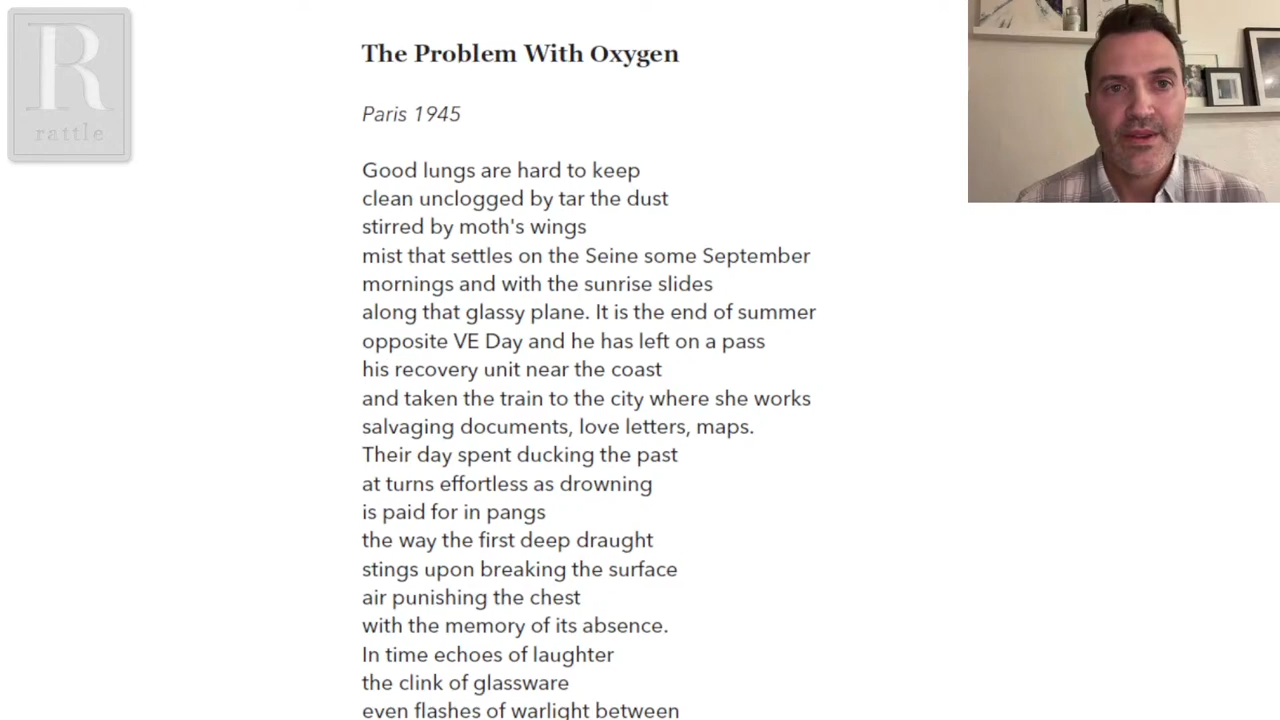 R
rattle
The Problem With Oxygen
Paris 1945
Good lungs are hard to keep
clean unclogged by tar the dust
stirred by moth's wings
mist that settles on the Seine some September
mornings and with the sunrise slides
along that glassy plane. It is the end of summer
opposite VE Day and he has left on a pass
his recovery unit near the coast
and taken the train to the city where she works
salvaging documents, love letters, maps.
Their day spent ducking the past
at turns effortless as drowning
is paid for in pangs
the way the first deep draught
stings upon breaking the surface
air punishing the chest
with the memory of its absence.
In time echoes of laughter
the clink of glassware
even flashes of warlight between